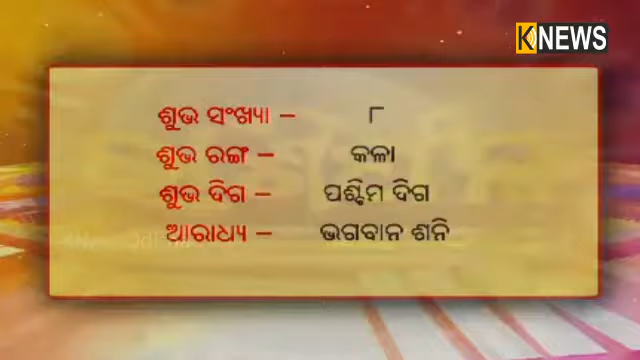 KNEWS
ଶୁଭ ସଂଖ୍ୟା – ୮
ଶୁଭ ରଙ୍ଗ – କଳା
ଶୁଭ ଦିଗ – ପଶ୍ଚିମ ଦିଗ
ଆରାଧ୍ୟ – ଭଗବାନ ଶନି